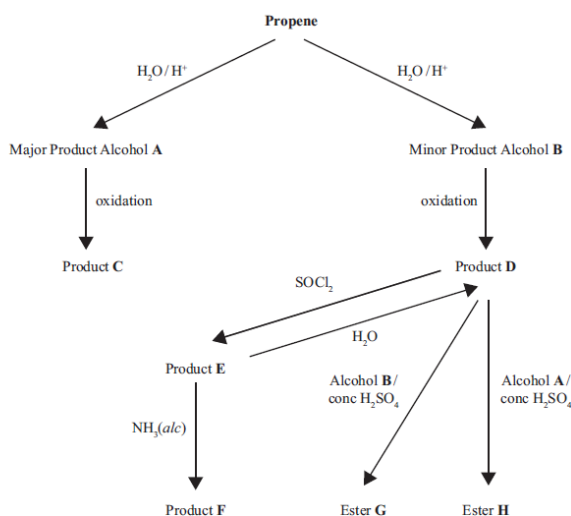 Propene
H₂O/H⁺
H₂O/H⁺
Major Product Alcohol A
Minor Product Alcohol B
oxidation
oxidation
Product C
Product D
SOCl₂
H₂O
Product E
Alcohol B/
conc H₂SO₄
Alcohol A/
conc H₂SO₄
NH₃(alc)
Product F
Ester G
Ester H